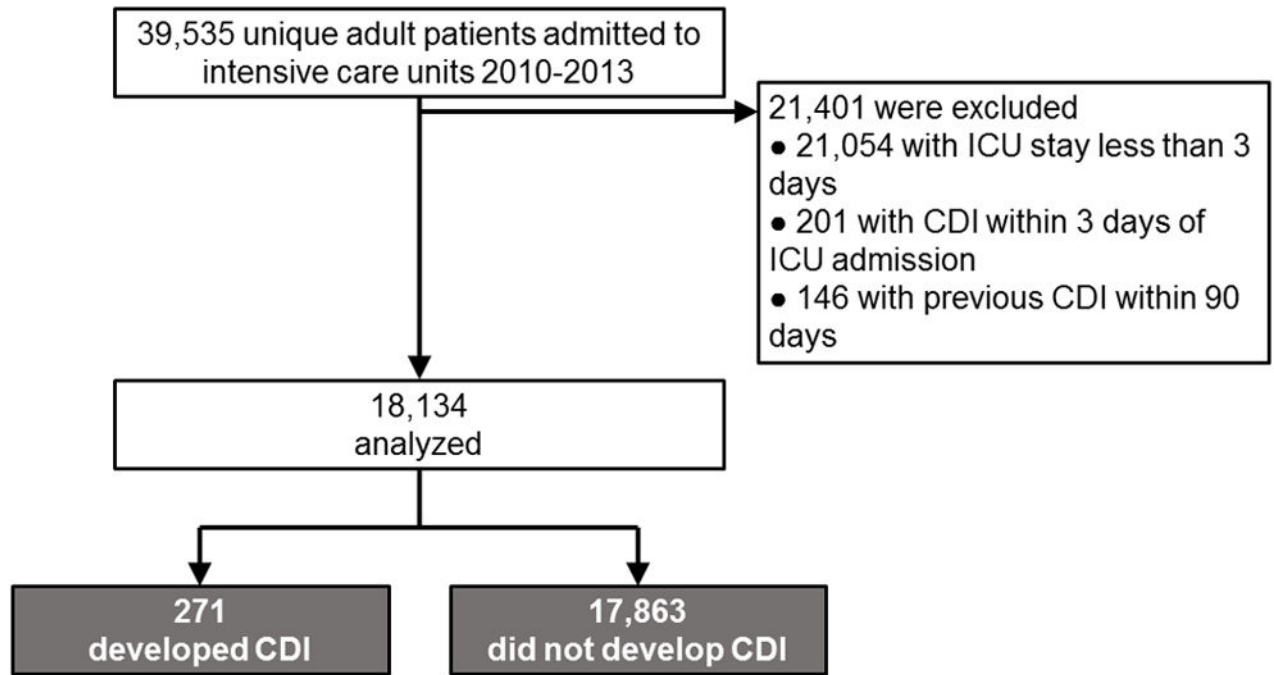 39,535 unique adult patients admitted to
intensive care units 2010-2013
21,401 were excluded
● 21,054 with ICU stay less than 3
days
● 201 with CDI within 3 days of
ICU admission
● 146 with previous CDI within 90
days
18,134
analyzed
271
developed CDI
17,863
did not develop CDI